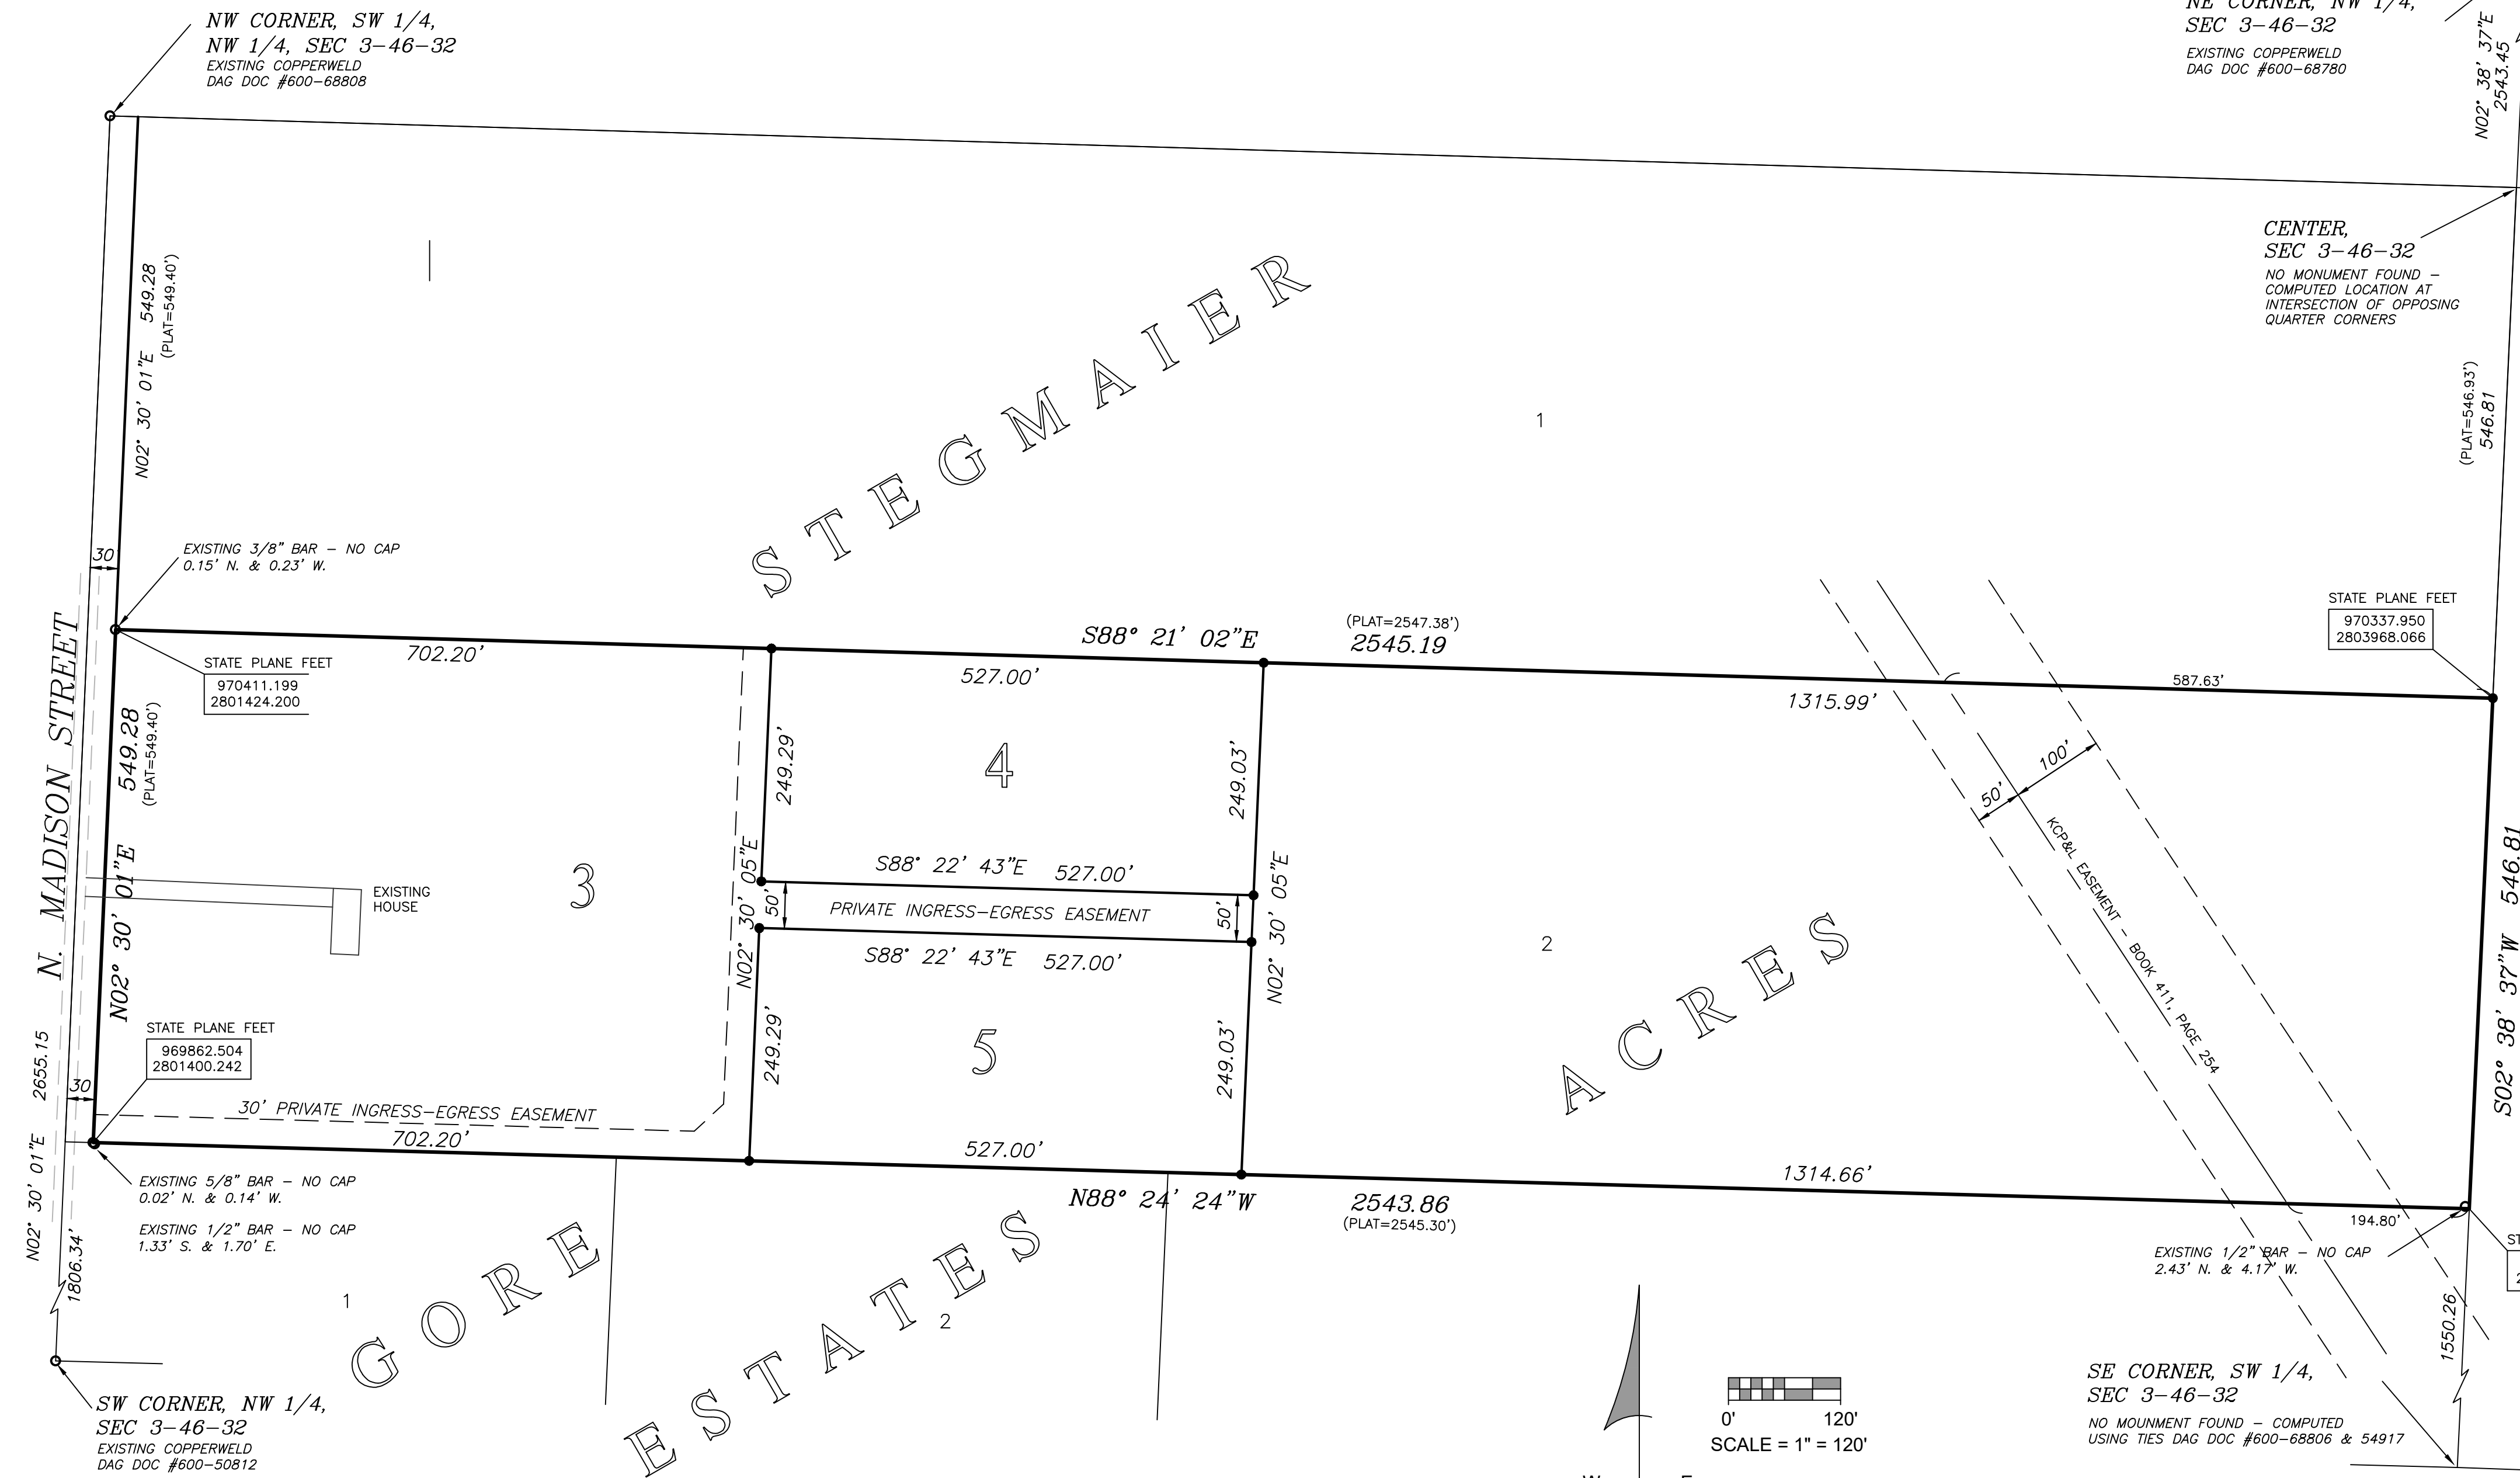 NW CORNER, SW 1/4,
NW 1/4, SEC 3-46-32
EXISTING COPPERWELD
DAG DOC #600-68808
NE CORNER, NW 1/4,
SEC 3-46-32
EXISTING COPPERWELD
DAG DOC #600-68780
N02° 38' 37"E
2543.45
CENTER,
SEC 3-46-32
NO MONUMENT FOUND -
COMPUTED LOCATION AT
INTERSECTION OF OPPOSING
QUARTER CORNERS
N02° 30' 01"E 549.28
(PLAT=549.40')
STEGMAIER
1
(PLAT=546.93')
546.81
30
EXISTING 3/8" BAR - NO CAP
0.15' N. & 0.23' W.
STATE PLANE FEET
970411.199
2801424.200
702.20'
S88° 21' 02"E
(PLAT=2547.38')
2545.19
527.00'
1315.99'
587.63'
STATE PLANE FEET
970337.950
2803968.066
N. MADISON STREET
N02° 30' 01"E 549.28
(PLAT=549.40')
249.29'
4
249.03'
50'
100'
KCP&L EASEMENT - BOOK 411, PAGE 254
EXISTING
HOUSE
3
N02° 30' 05"E
S88° 22' 43"E 527.00'
50'
PRIVATE INGRESS-EGRESS EASEMENT
50'
N02° 30' 05"E
S88° 22' 43"E 527.00'
2
ACRES
S02° 38' 37"W 546.81
249.29'
5
249.03'
STATE PLANE FEET
969862.504
2801400.242
30
N02° 30' 01"E 2655.15
30' PRIVATE INGRESS-EGRESS EASEMENT
702.20'
527.00'
N88° 24' 24"W
2543.86
(PLAT=2545.30')
1314.66'
194.80'
EXISTING 5/8" BAR - NO CAP
0.02' N. & 0.14' W.
EXISTING 1/2" BAR - NO CAP
1.33' S. & 1.70' E.
1806.34'
EXISTING 1/2" BAR - NO CAP
2.43' N. & 4.17' W.
1550.26
1
GORE
2
ESTATES
SW CORNER, NW 1/4,
SEC 3-46-32
EXISTING COPPERWELD
DAG DOC #600-50812
0' 120'
SCALE = 1" = 120'
SE CORNER, SW 1/4,
SEC 3-46-32
NO MOUNMENT FOUND - COMPUTED
USING TIES DAG DOC #600-68806 & 54917